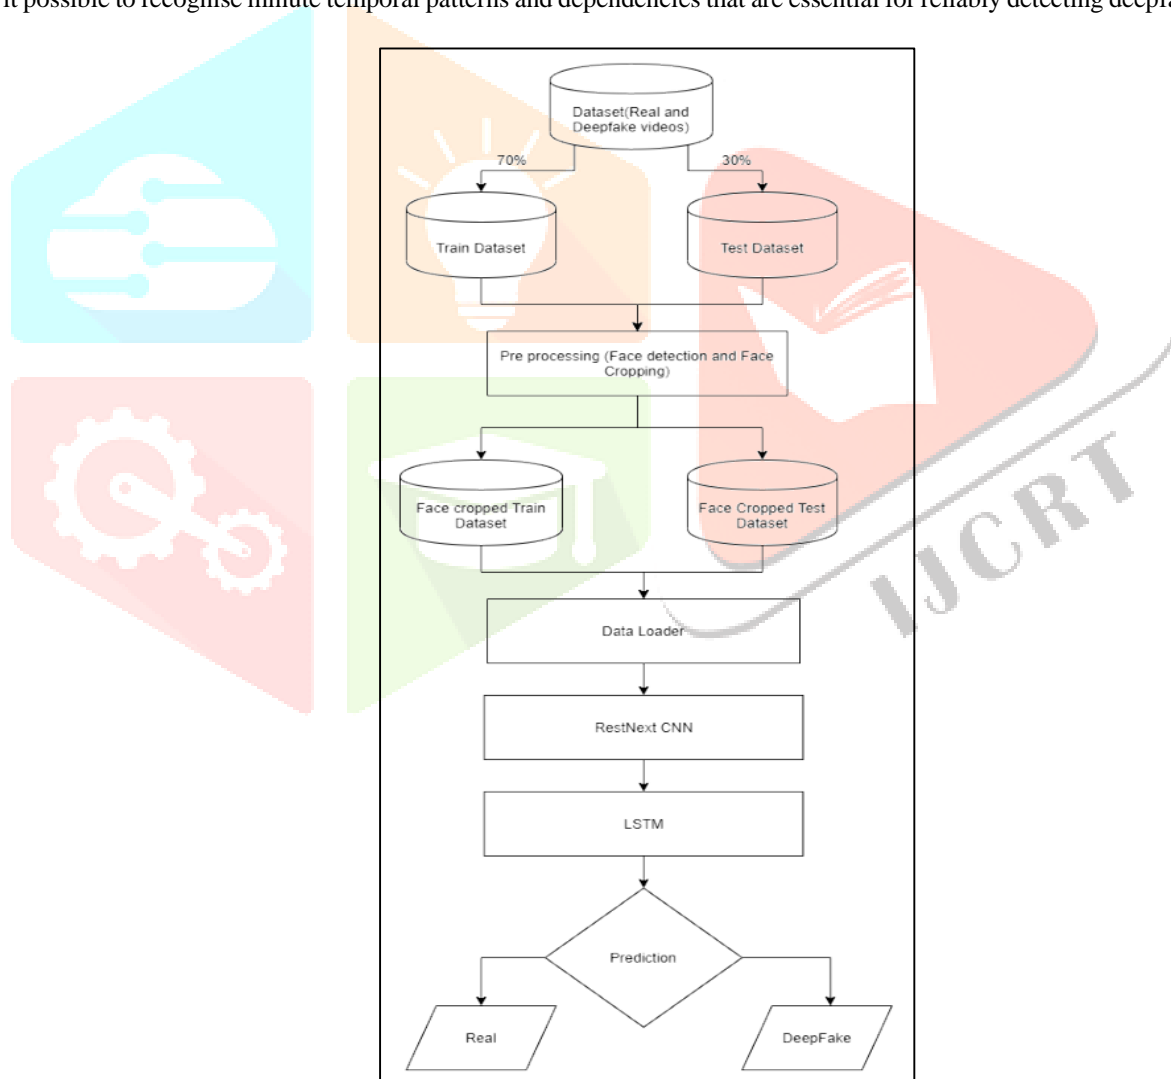 it possible to recognise minute temporal patterns and dependencies that are essential for reliably detecting
Dataset(Real and
Deepfake videos)
70%
30%
Train Dataset
Test Dataset
Pre processing (Face detection and Face
Cropping)
Face cropped Train
Dataset
Face Cropped Test
Dataset
Data Loader
RestNext CNN
LSTM
Prediction
Real
DeepFake
IJCRT